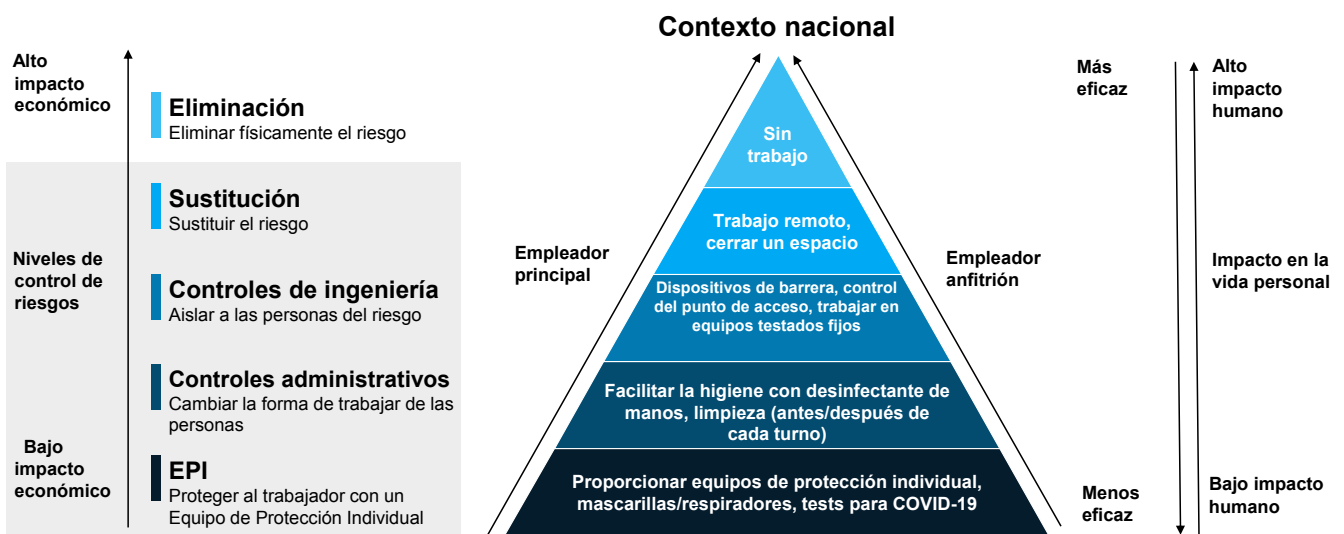 Contexto nacional
Alto
impacto
económico
Eliminación
Eliminar físicamente el riesgo
Sustitución
Sustituir el riesgo
Niveles de
control de
riesgos
Controles de ingeniería
Aislar a las personas del riesgo
Controles administrativos
Cambiar la forma de trabajar de las
personas
Bajo
impacto
económico
EPI
Proteger al trabajador con un
Equipo de Protección Individual
Empleador
principal
Sin
trabajo
Trabajo remoto,
cerrar un espacio
Dispositivos de barrera, control
del punto de acceso, trabajar en
equipos testados fijos
Facilitar la higiene con desinfectante de
manos, limpieza (antes/después de
cada turno)
Proporcionar equipos de protección individual,
mascarillas/respiradores, tests para COVID-19
Empleador
anfitrión
Más
eficaz
Menos
eficaz
Alto
impacto
humano
Impacto en la
vida personal
Bajo impacto
humano